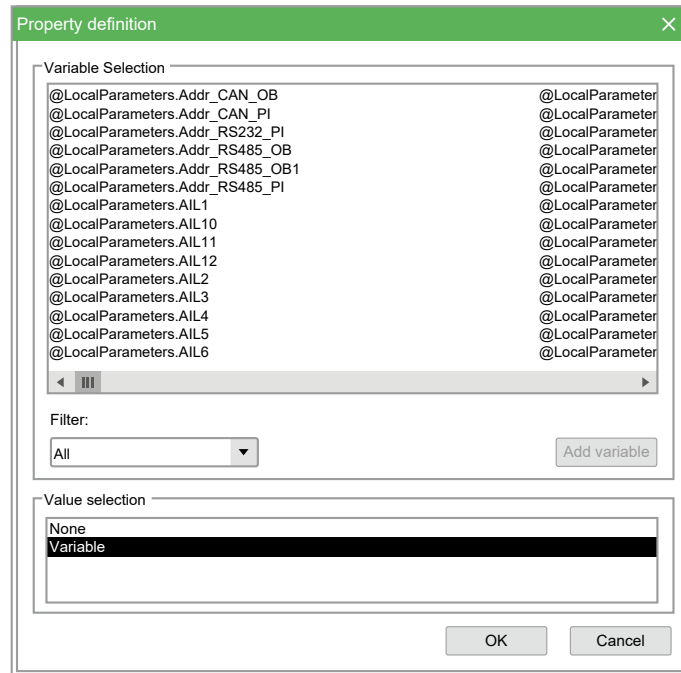 Property definition
Variable Selection
@LocalParameters.Addr_CAN_OB @LocalParameter
@LocalParameters.Addr_CAN_PI @LocalParameter
@LocalParameters.Addr_RS232_PI @LocalParameter
@LocalParameters.Addr_RS485_OB @LocalParameter
@LocalParameters.Addr_RS485_OB1 @LocalParameter
@LocalParameters.Addr_RS485_PI @LocalParameter
@LocalParameters.AIL1 @LocalParameter
@LocalParameters.AIL10 @LocalParameter
@LocalParameters.AIL11 @LocalParameter
@LocalParameters.AIL12 @LocalParameter
@LocalParameters.AIL2 @LocalParameter
@LocalParameters.AIL3 @LocalParameter
@LocalParameters.AIL4 @LocalParameter
@LocalParameters.AIL5 @LocalParameter
@LocalParameters.AIL6 @LocalParameter
Filter:
All Add variable
Value selection
None
Variable
OK Cancel